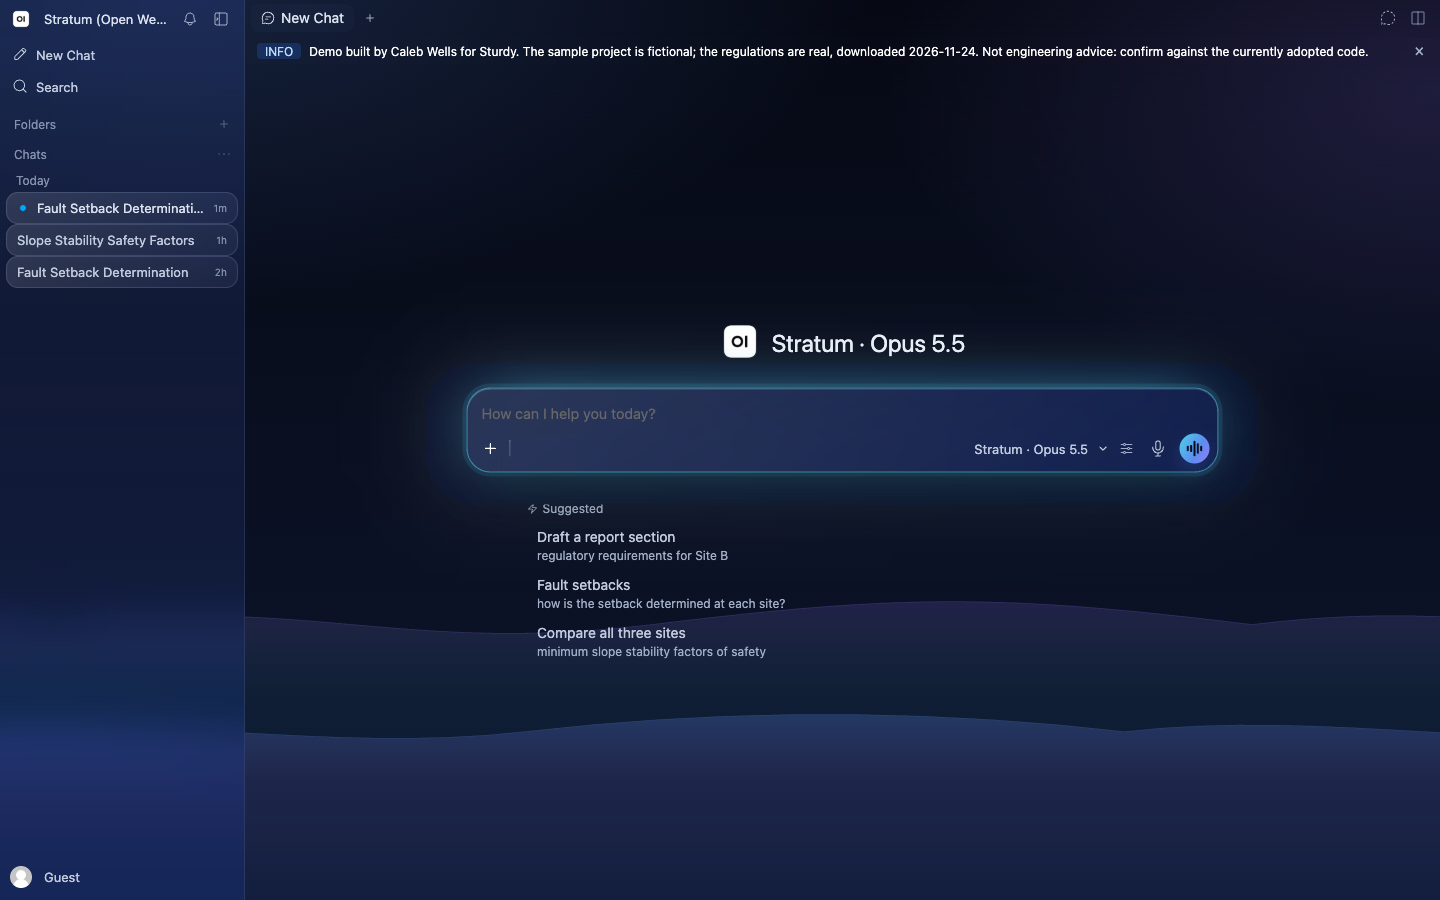 OI Stratum (Open We...
New Chat
Search
Folders
Chats
Today
Fault Setback Determinati... 1m
Slope Stability Safety Factors 1h
Fault Setback Determination 2h
Guest
New Chat
INFO Demo built by Caleb Wells for Sturdy. The sample project is fictional; the regulations are real, downloaded 2026-11-24. Not engineering advice: confirm against the currently adopted code.
OI Stratum · Opus 5.5
How can I help you today?
Stratum · Opus 5.5
Suggested
Draft a report section
regulatory requirements for Site B
Fault setbacks
how is the setback determined at each site?
Compare all three sites
minimum slope stability factors of safety